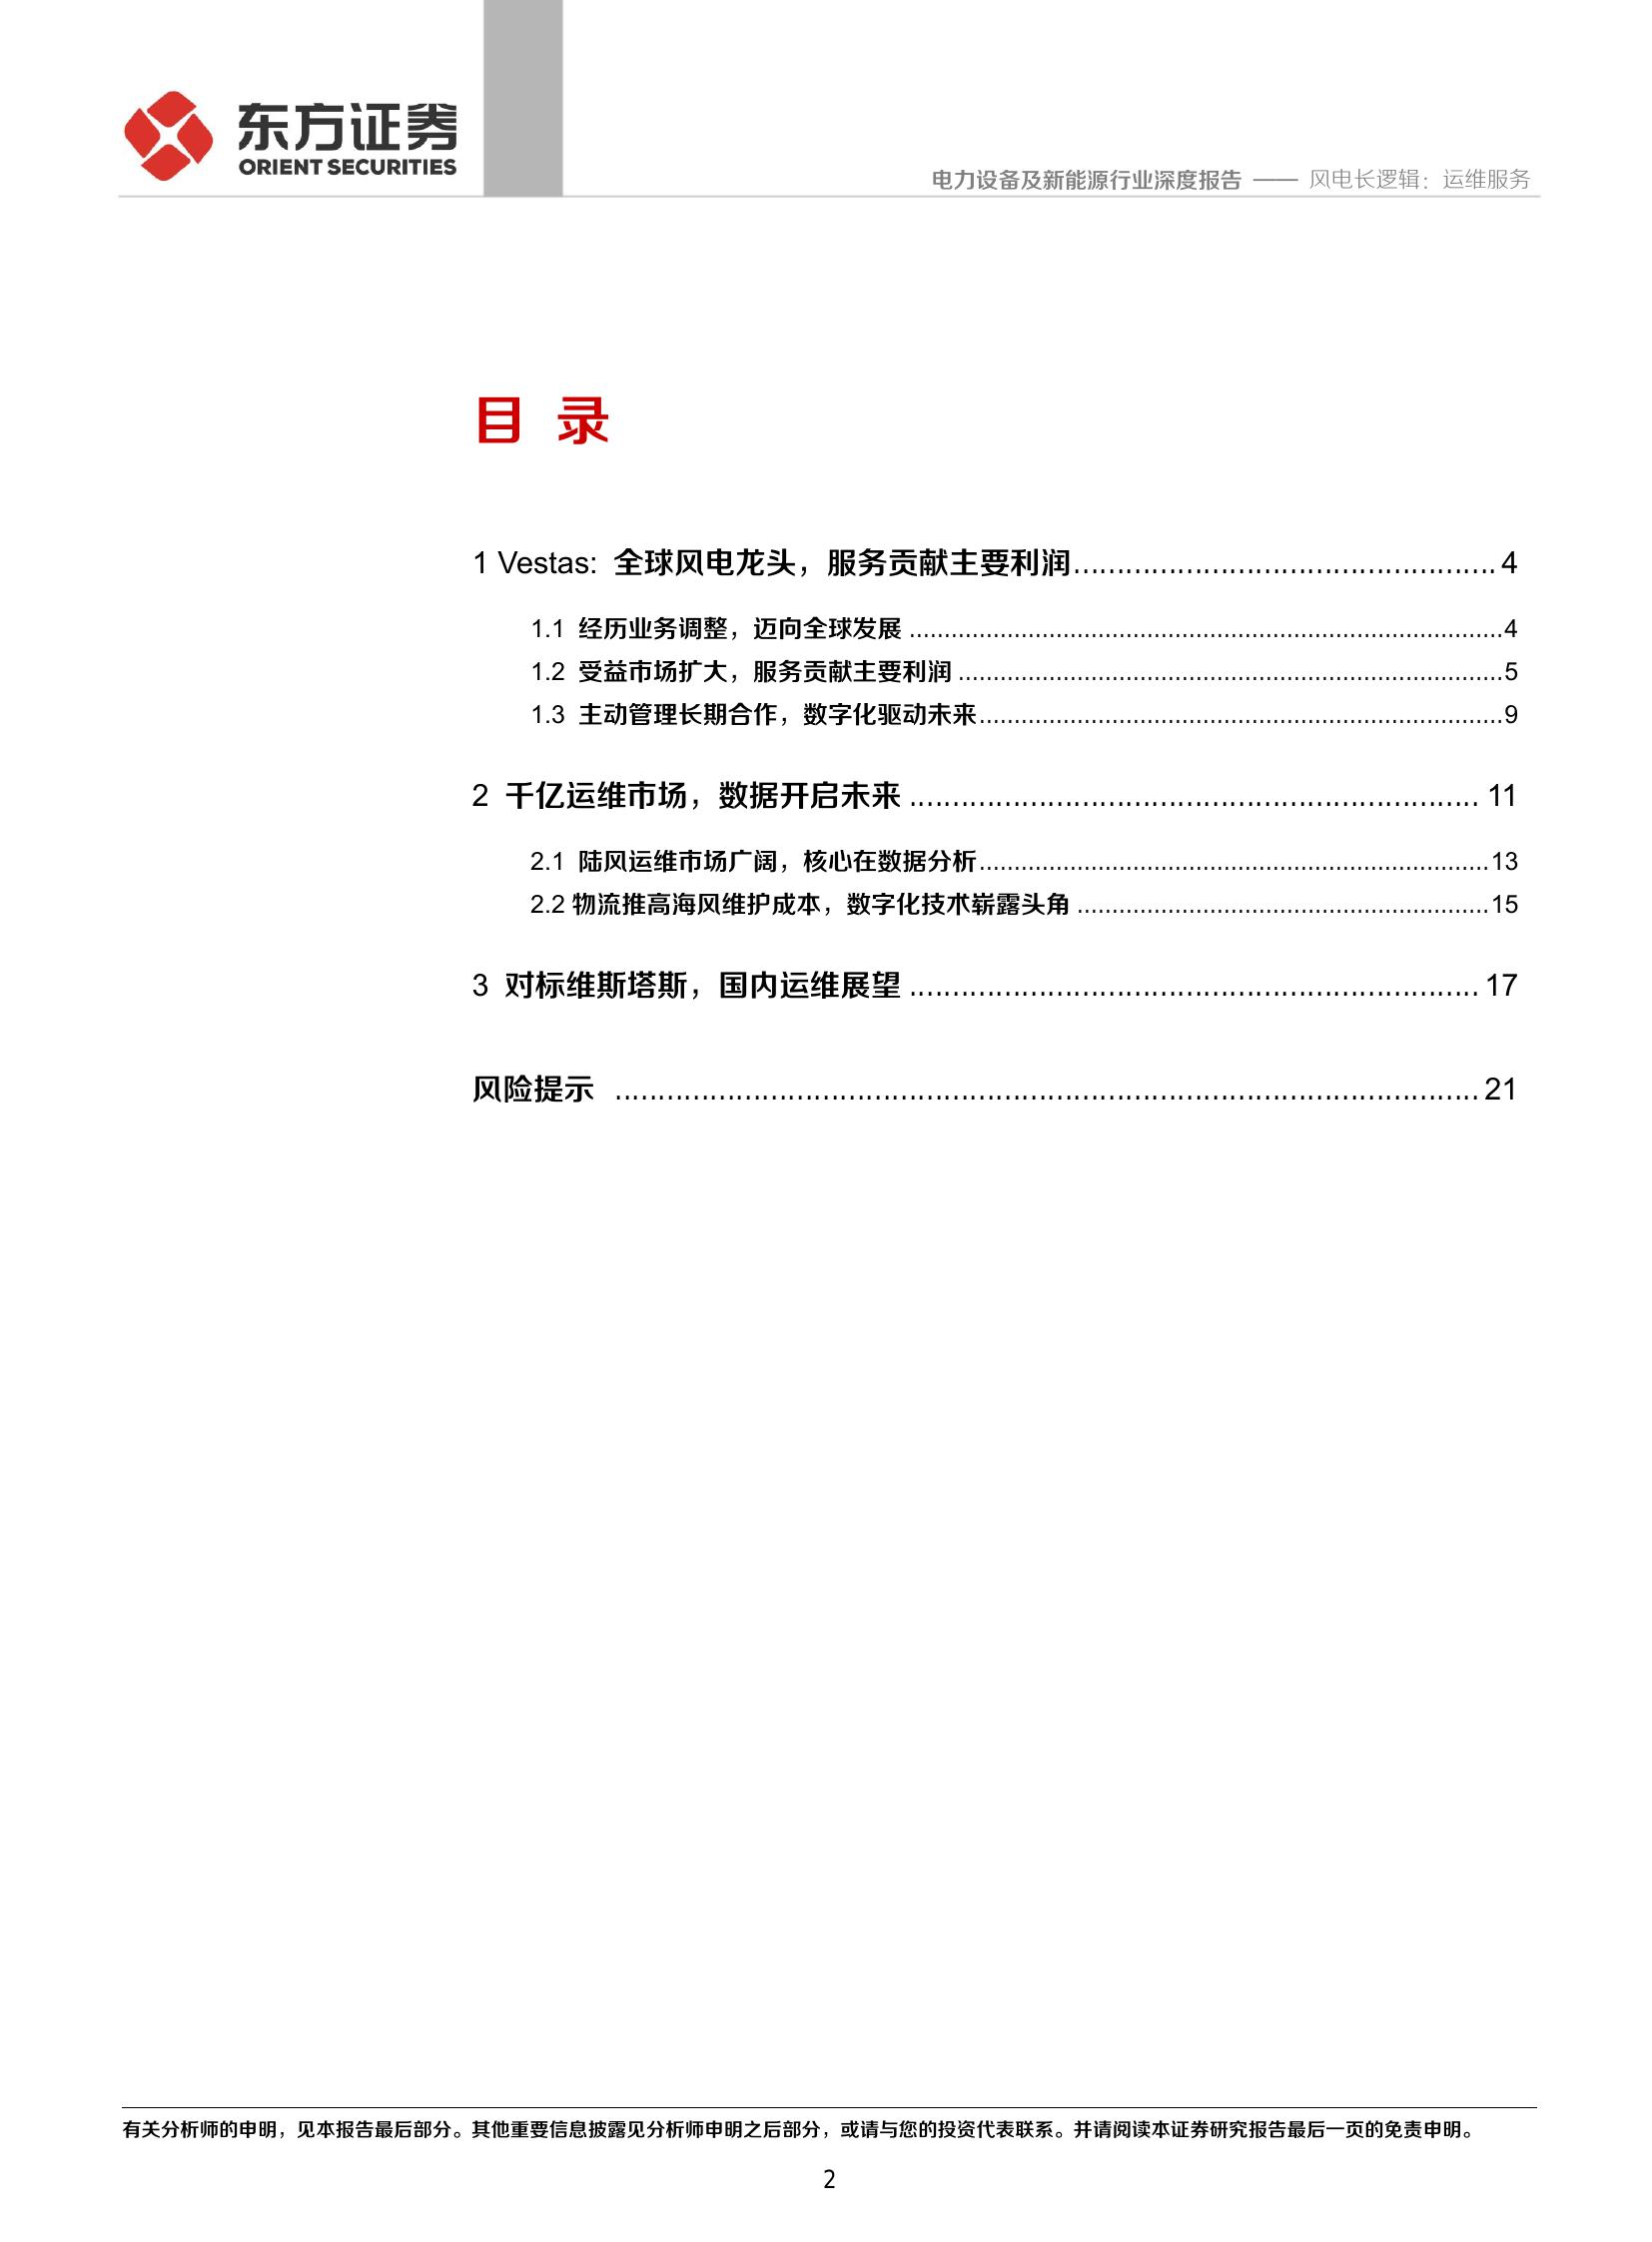 东方证券
ORIENT SECURITIES
电力设备及新能源行业深度报告 —— 风电长逻辑：运维服务
目 录
1 Vestas: 全球风电龙头，服务贡献主要利润................................................. 4
1.1 经历业务调整，迈向全球发展 .....................................................................................4
1.2 受益市场扩大，服务贡献主要利润 ..............................................................................5
1.3 主动管理长期合作，数字化驱动未来...........................................................................9
2 千亿运维市场，数据开启未来 ................................................................. 11
2.1 陆风运维市场广阔，核心在数据分析.........................................................................13
2.2 物流推高海风维护成本，数字化技术崭露头角 ...........................................................15
3 对标维斯塔斯，国内运维展望 ................................................................. 17
风险提示 .................................................................................................... 21
有关分析师的申明，见本报告最后部分。其他重要信息披露见分析师申明之后部分，或请与您的投资代表联系。并请阅读本证券研究报告最后一页的免责申明。
2